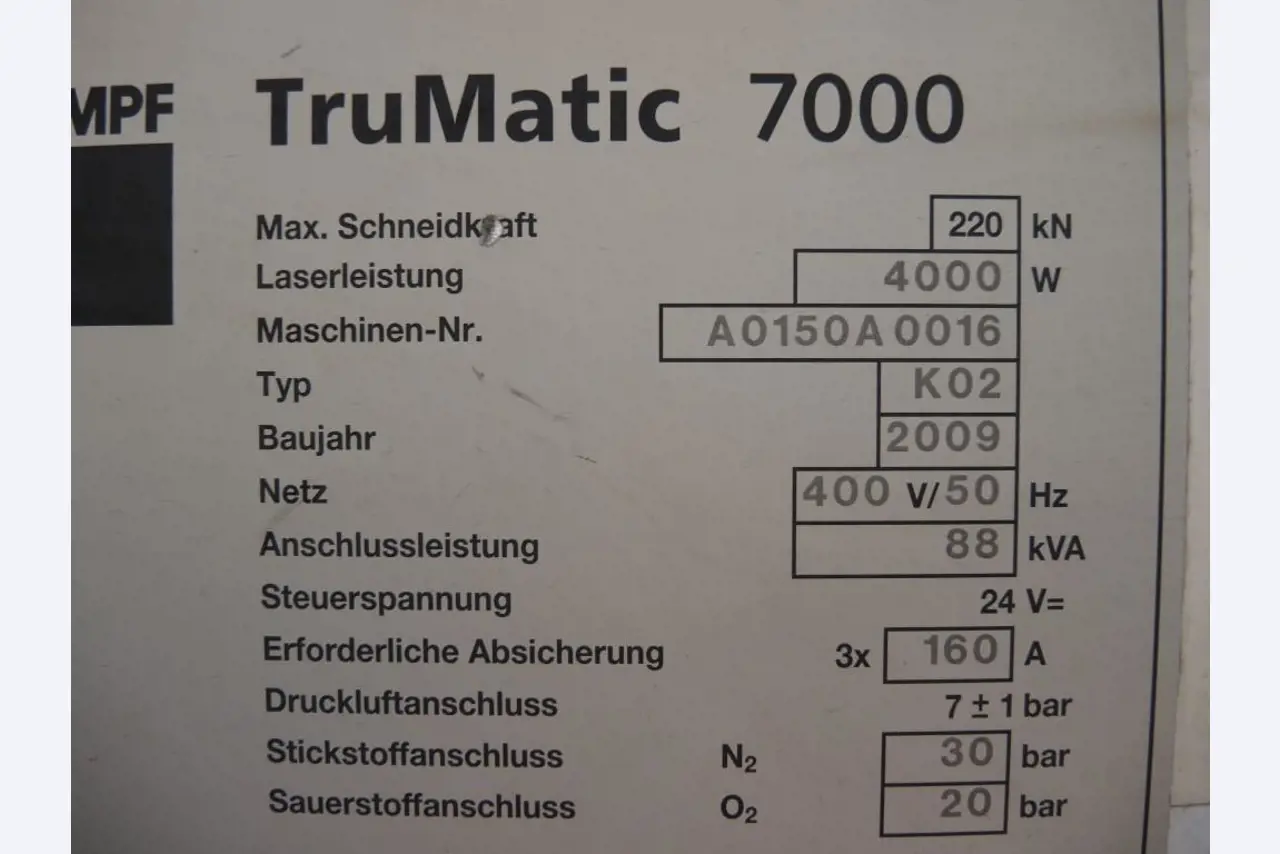 MPF TruMatic 7000
Max. Schneidkraft 220 kN
Laserleistung 4000 W
Maschinen-Nr. A0150A0016
Typ K02
Baujahr 2009
Netz 400 V/50 Hz
Anschlussleistung 88 kVA
Steuerspannung 24 V=
Erforderliche Absicherung 3x 160 A
Druckluftanschluss 7 ± 1 bar
Stickstoffanschluss N₂ 30 bar
Sauerstoffanschluss O₂ 20 bar